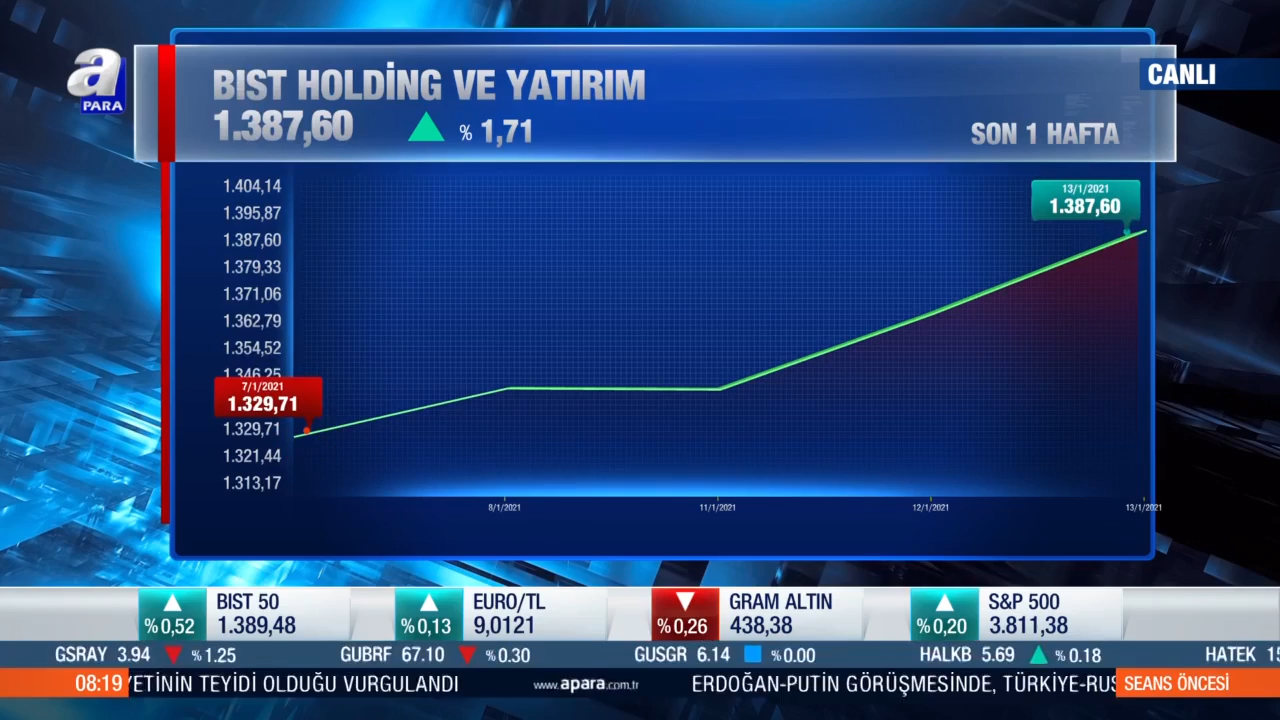 a
PARA
CANLI
BIST HOLDİNG VE YATIRIM
1.387,60 % 1,71
SON 1 HAFTA
1.404,14
1.395,87
1.387,60
1.379,33
1.371,06
1.362,79
1.354,52
1.346,25
1.329,71
1.321,44
1.313,17
7/1/2021
1.329,71
13/1/2021
1.387,60
8/1/2021 11/1/2021 12/1/2021 13/1/2021
% 0,52 BIST 50 1.389,48
% 0,13 EURO/TL 9,0121
% 0,26 GRAM ALTIN 438,38
% 0,20 S&P 500 3.811,38
GSRAY 3.94 % 1.25 GUBRF 67.10 % 0.30 GUSGR 6.14 % 0.00 HALKB 5.69 % 0.18 HATEK
08:19 ETİNİN TEYİDİ OLDUĞU VURGULANDI www.apara.com.tr ERDOĞAN-PUTİN GÖRÜŞMESİNDE, TÜRKİYE-RUS SEANS ÖNCESİ